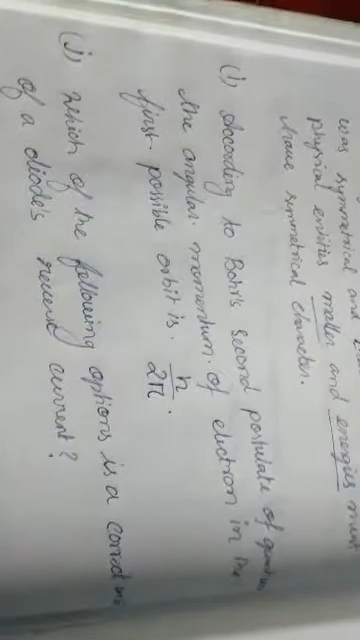 was symmetrical and
physical entities matter and energies must
have symmetrical character.
(i) According to Bohr's second postulate of quantum
the angular momentum of electron in the
first possible orbit is h/2π.
(j) Which of the following options is a correct
of a diode's reverse current?